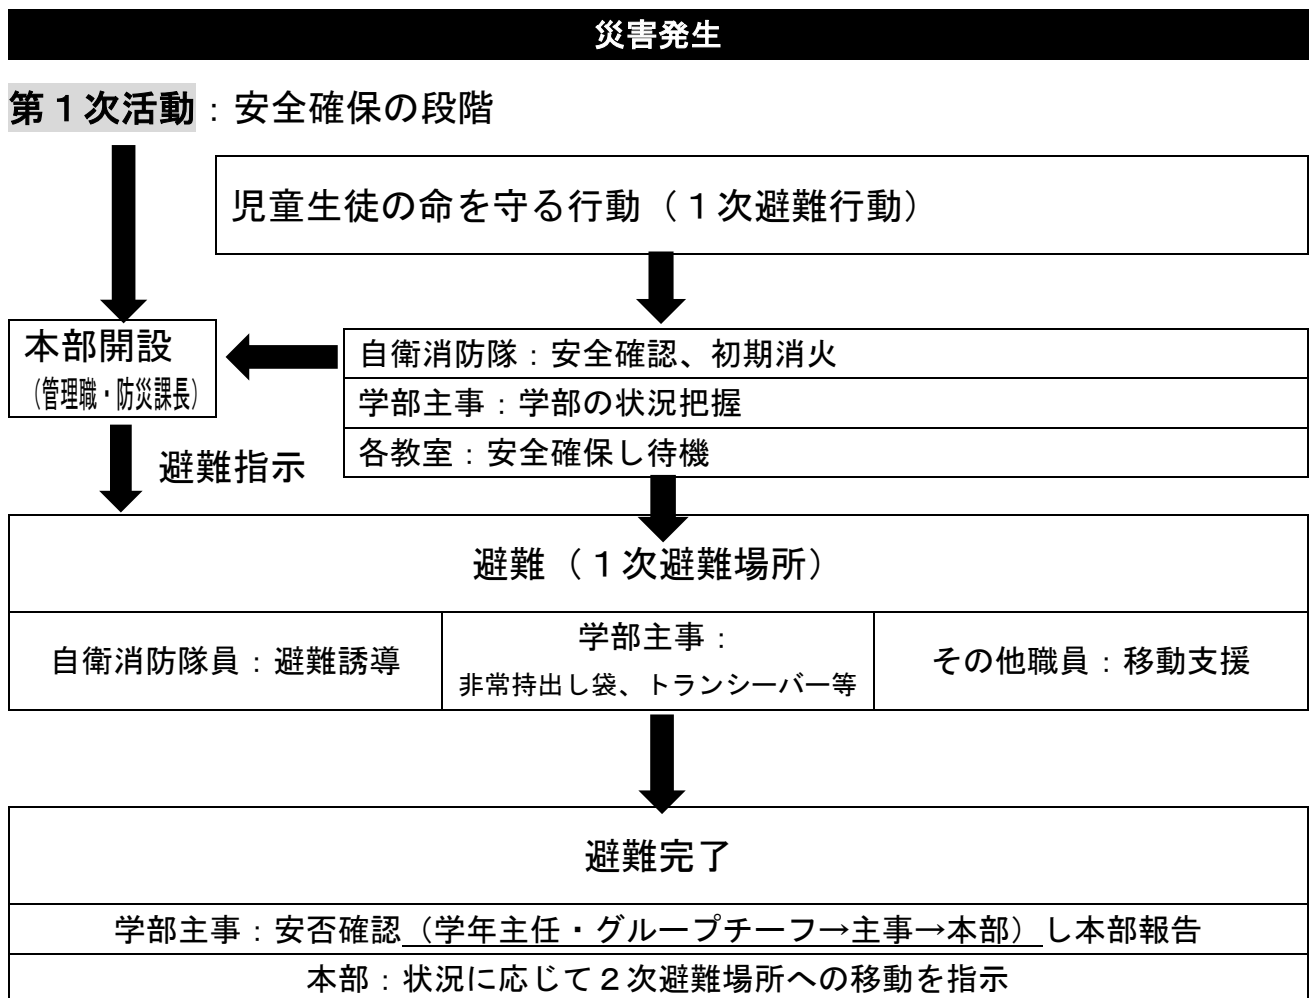 災害発生
第１次活動：安全確保の段階
児童生徒の命を守る行動（１次避難行動）
本部開設
（管理職・防災課長）
自衛消防隊：安全確認、初期消火
学部主事：学部の状況把握
各教室：安全確保し待機
避難指示
避難（１次避難場所）
自衛消防隊員：避難誘導
学部主事：
非常持出し袋、トランシーバー等
その他職員：移動支援
避難完了
学部主事：安否確認（学年主任・グループチーフ→主事→本部）し本部報告
本部：状況に応じて２次避難場所への移動を指示